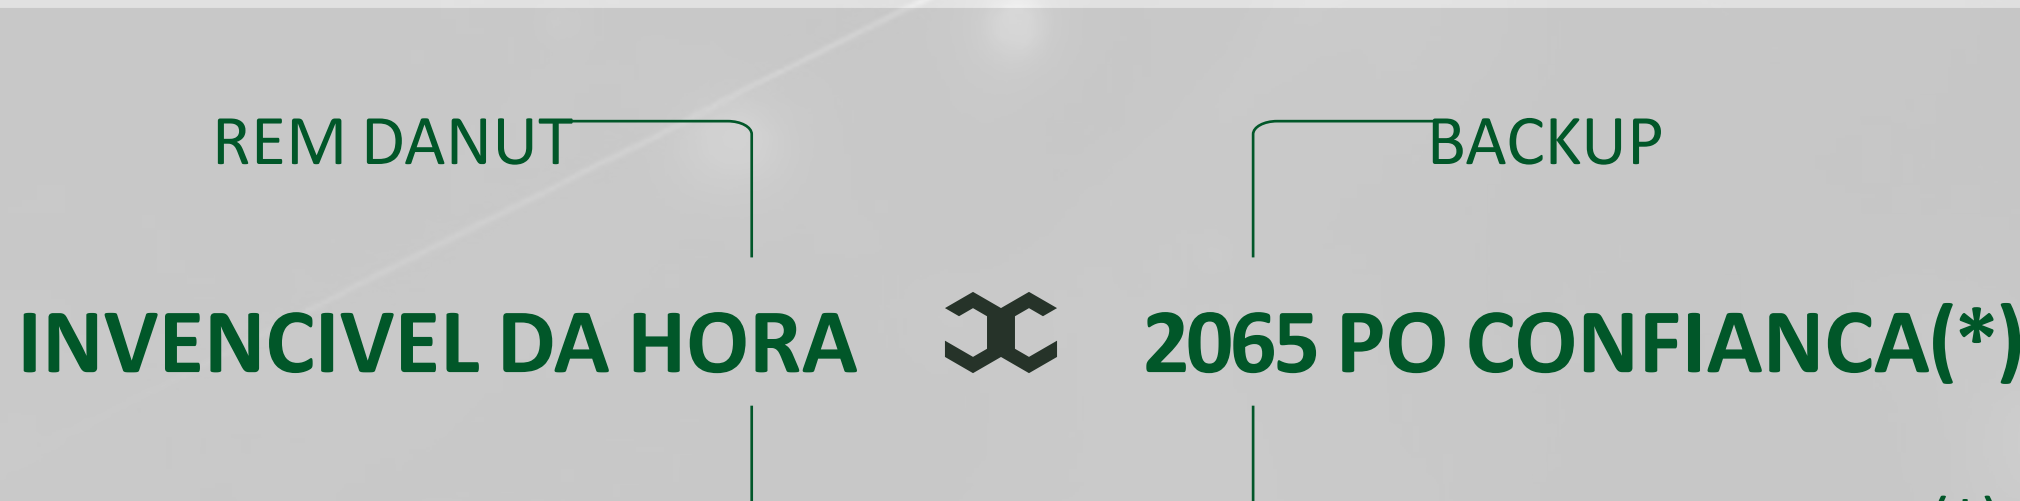 REM DANUT BACKUP
INVENCIVEL DA HORA 2065 PO CONFIANCA(*)